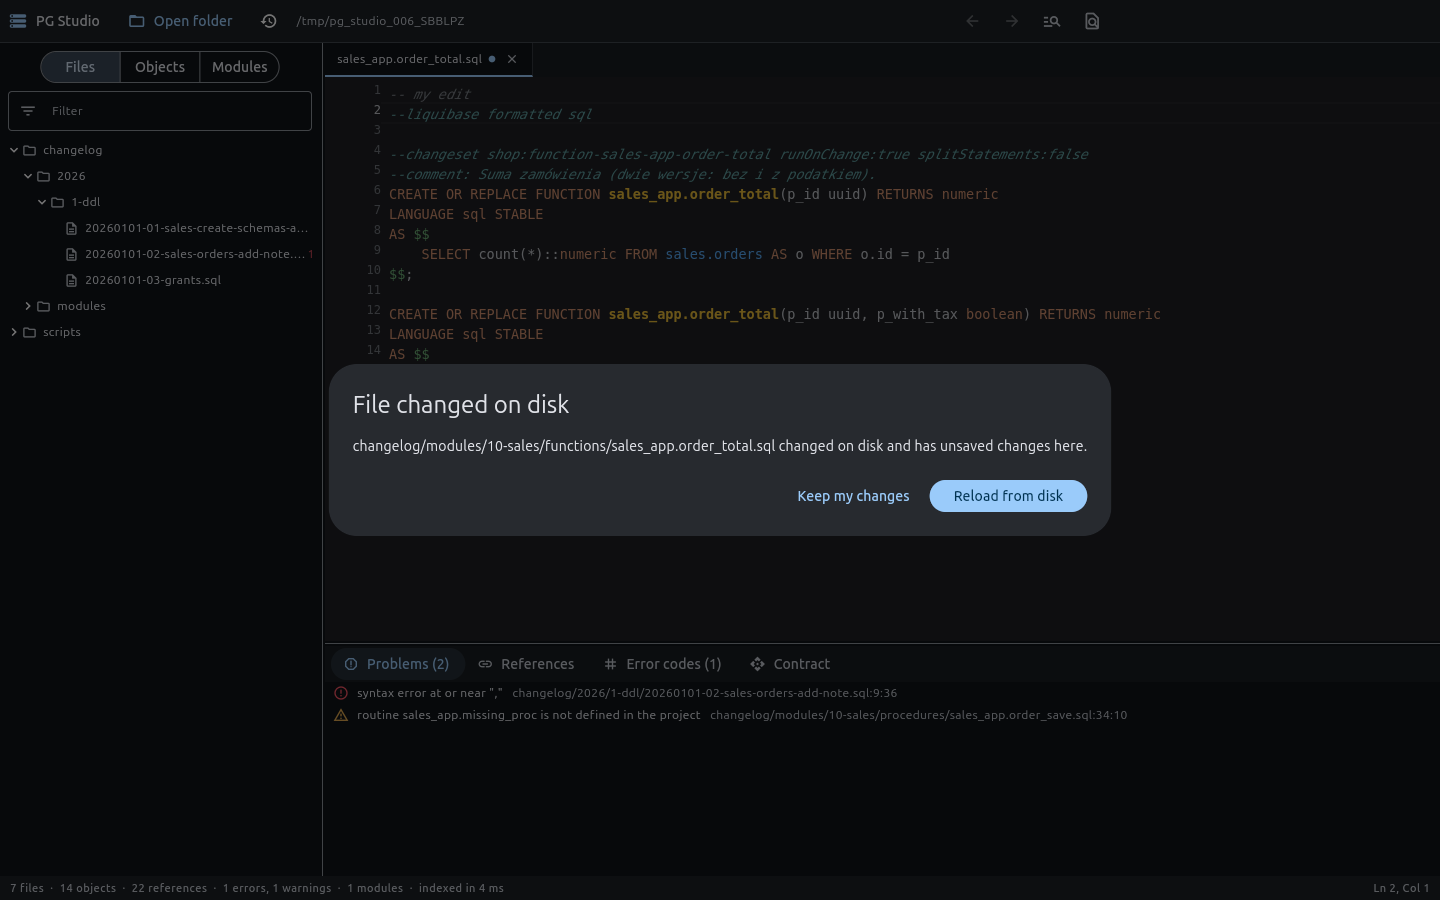 PG Studio
Open folder
/tmp/pg_studio_006_SBBLPZ
Files
Objects
Modules
Filter
changelog
2026
1-ddl
20260101-01-sales-create-schemas-a...
20260101-02-sales-orders-add-note.... 1
20260101-03-grants.sql
modules
scripts
sales_app.order_total.sql
1 -- my edit
2 --liquibase formatted sql
3
4 --changeset shop:function-sales-app-order-total runOnChange:true splitStatements:false
5 --comment: Suma zamówienia (dwie wersje: bez i z podatkiem).
6 CREATE OR REPLACE FUNCTION sales_app.order_total(p_id uuid) RETURNS numeric
7 LANGUAGE sql STABLE
8 AS $$
9     SELECT count(*)::numeric FROM sales.orders AS o WHERE o.id = p_id
10 $$;
11
12 CREATE OR REPLACE FUNCTION sales_app.order_total(p_id uuid, p_with_tax boolean) RETURNS numeric
13 LANGUAGE sql STABLE
14 AS $$
File changed on disk
changelog/modules/10-sales/functions/sales_app.order_total.sql changed on disk and has unsaved changes here.
Keep my changes
Reload from disk
Problems (2)
References
Error codes (1)
Contract
syntax error at or near "," changelog/2026/1-ddl/20260101-02-sales-orders-add-note.sql:9:36
routine sales_app.missing_proc is not defined in the project changelog/modules/10-sales/procedures/sales_app.order_save.sql:34:10
7 files · 14 objects · 22 references · 1 errors, 1 warnings · 1 modules · indexed in 4 ms
Ln 2, Col 1